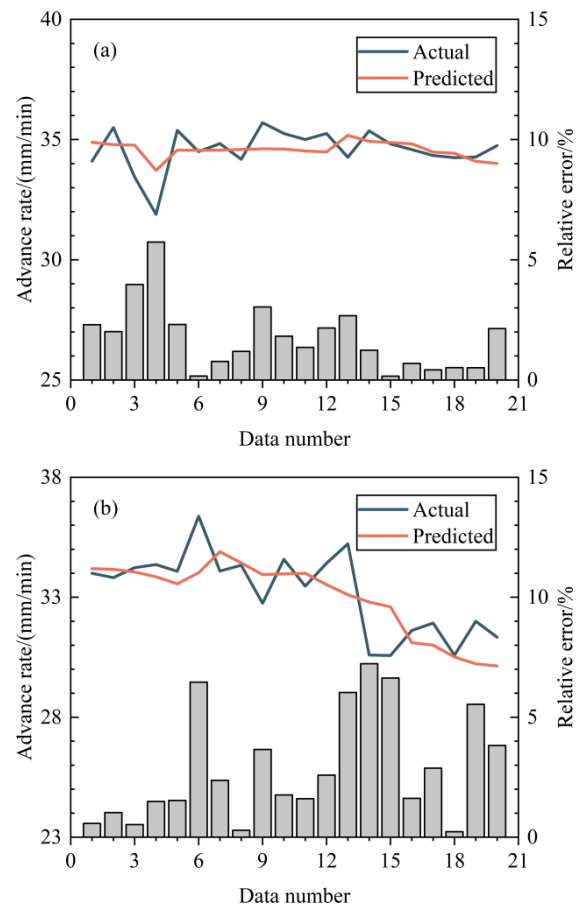 (a)
Actual
Predicted
Advance rate/(mm/min)
40
35
30
25
Relative error/%
15
10
5
0
0 3 6 9 12 15 18 21
Data number
(b)
Actual
Predicted
Advance rate/(mm/min)
38
33
28
23
Relative error/%
15
10
5
0
0 3 6 9 12 15 18 21
Data number